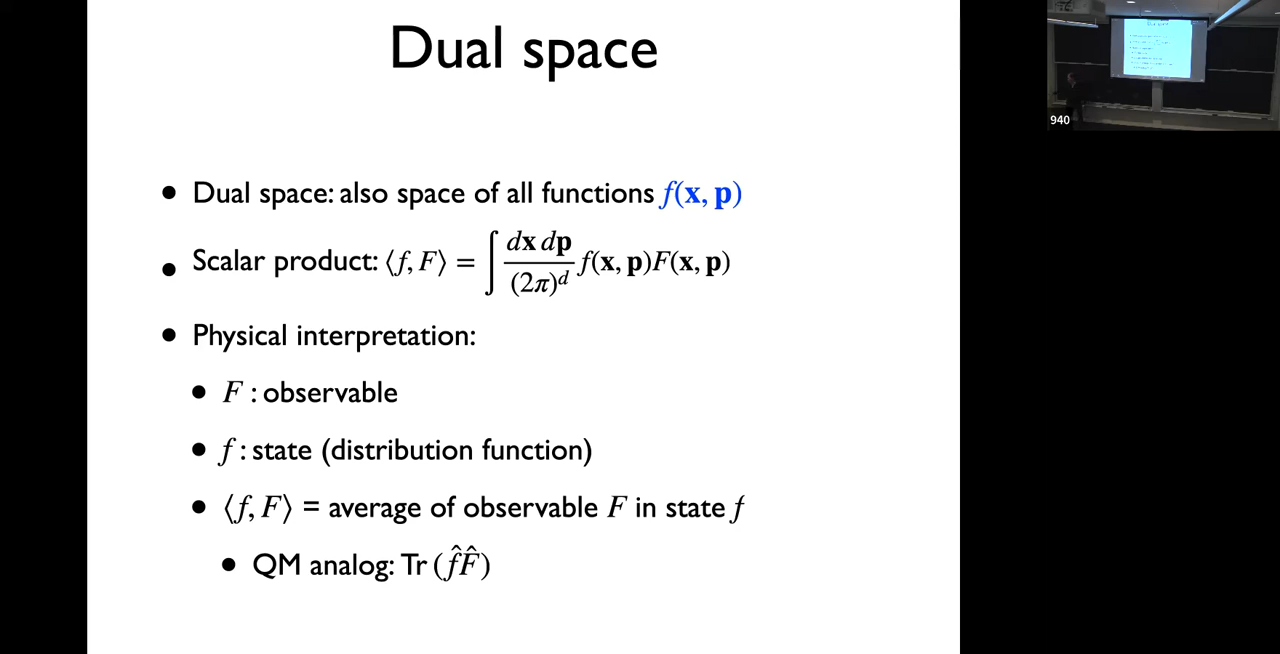 Dual space
• Dual space: also space of all functions f(x, p)
• Scalar product: ⟨f, F⟩ = ∫ dx dp / (2π)^d f(x, p)F(x, p)
• Physical interpretation:
• F : observable
• f : state (distribution function)
• ⟨f, F⟩ = average of observable F in state f
• QM analog: Tr (f̂F̂)
940